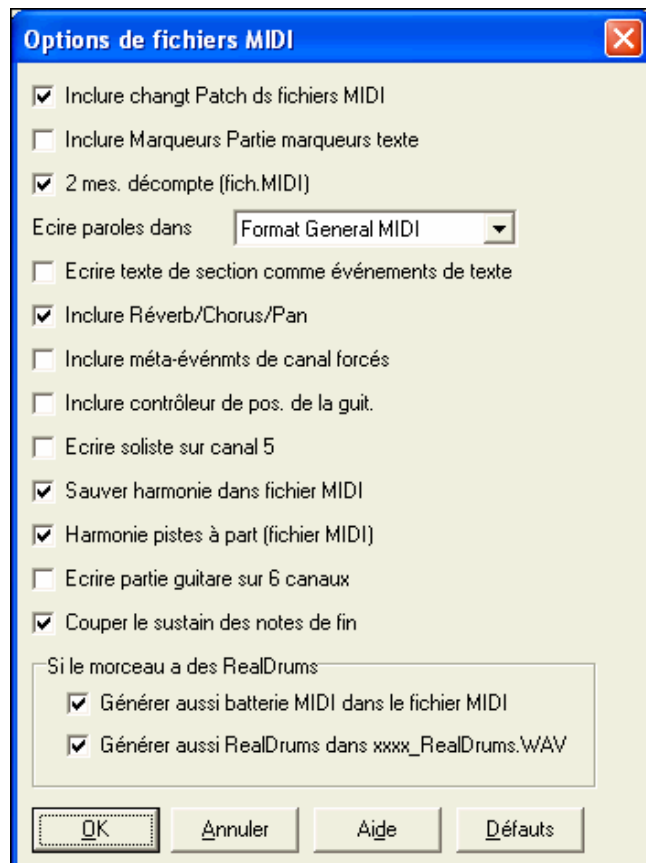 Options de fichiers MIDI
Inclure changt Patch ds fichiers MIDI
Inclure Marqueurs Partie marqueurs texte
2 mes. décompte (fich.MIDI)
Ecire paroles dans Format General MIDI
Ecrire texte de section comme événements de texte
Inclure Réverb/Chorus/Pan
Inclure méta-événmts de canal forcés
Inclure contrôleur de pos. de la guit.
Ecrire soliste sur canal 5
Sauver harmonie dans fichier MIDI
Harmonie pistes à part (fichier MIDI)
Ecrire partie guitare sur 6 canaux
Couper le sustain des notes de fin
Si le morceau a des RealDrums
Générer aussi batterie MIDI dans le fichier MIDI
Générer aussi RealDrums dans xxxx_RealDrums.WAV
OK Annuler Aide Défauts